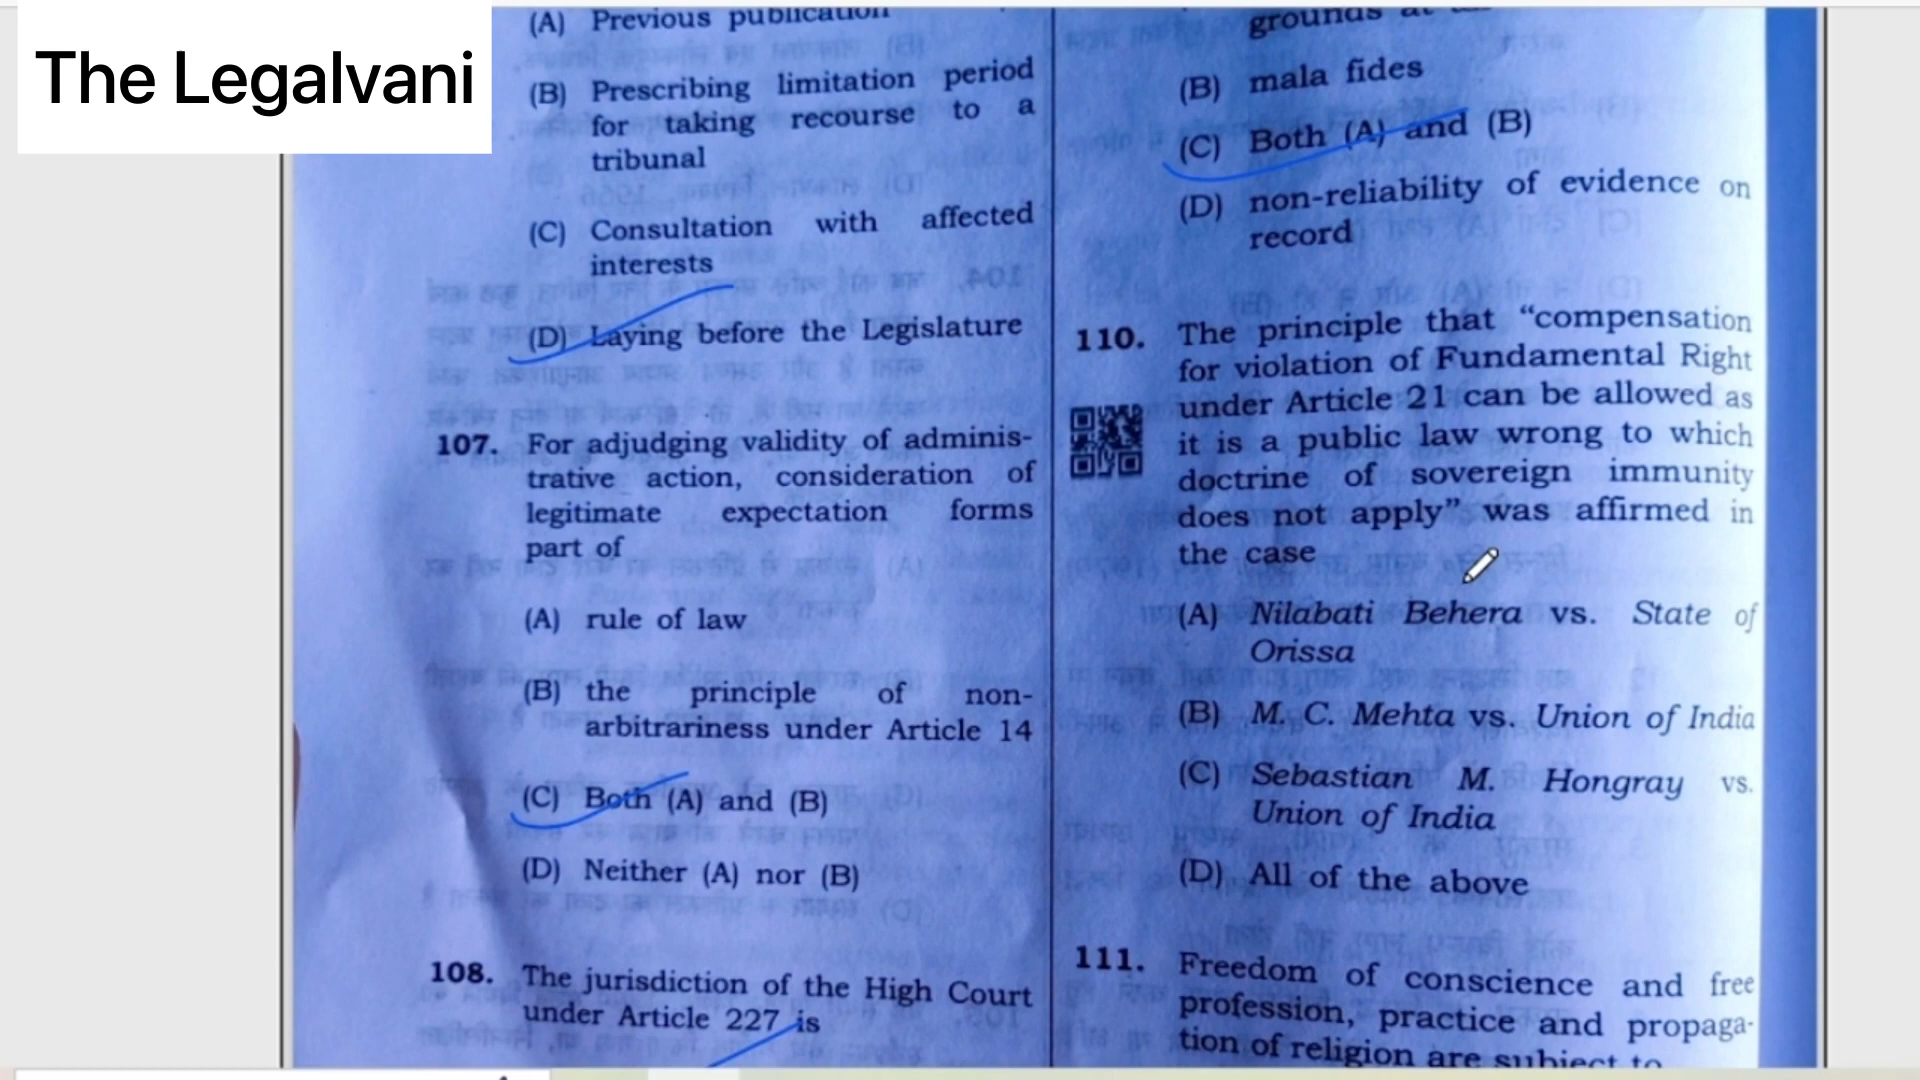 The Legalvani
(A) Previous publication
(B) Prescribing limitation period
for taking recourse to a
tribunal
(C) Consultation with affected
interests
(D) Laying before the Legislature
107. For adjudging validity of adminis-
trative action, consideration of
legitimate expectation forms
part of
(A) rule of law
(B) the principle of non-
arbitrariness under Article 14
(C) Both (A) and (B)
(D) Neither (A) nor (B)
108. The jurisdiction of the High Court
under Article 227 is
grounds
(B) mala fides
(C) Both (A) and (B)
(D) non-reliability of evidence on
record
110. The principle that “compensation
for violation of Fundamental Right
under Article 21 can be allowed as
it is a public law wrong to which
doctrine of sovereign immunity
does not apply” was affirmed in
the case
(A) Nilabati Behera vs. State of
Orissa
(B) M. C. Mehta vs. Union of India
(C) Sebastian M. Hongray vs.
Union of India
(D) All of the above
111. Freedom of conscience and free
profession, practice and propaga-
tion of religion are subject to